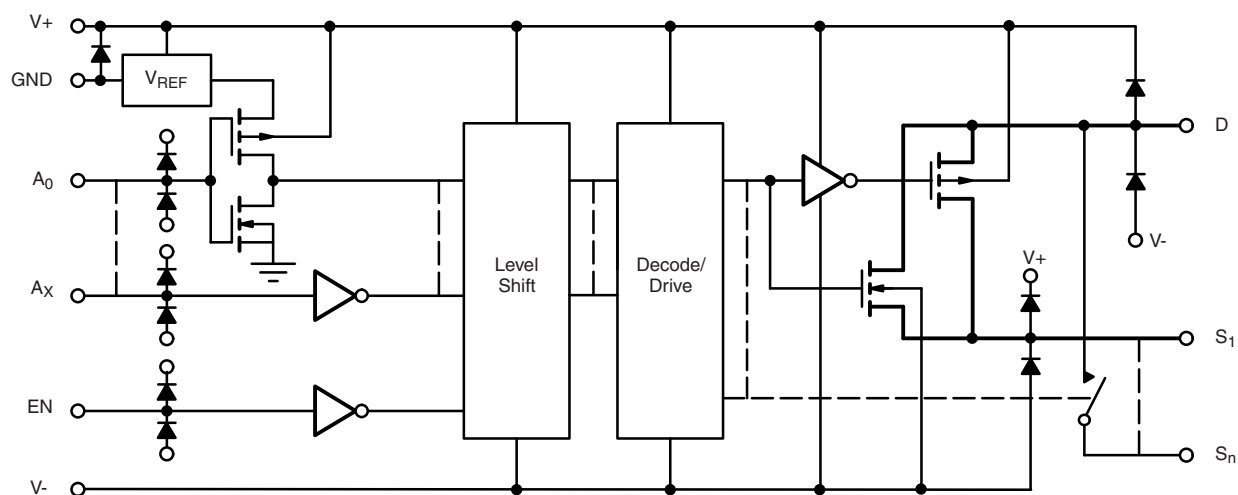 V+
GND
VREF
A0
AX
EN
V-
Level
Shift
Decode/
Drive
D
V-
V+
S1
Sn